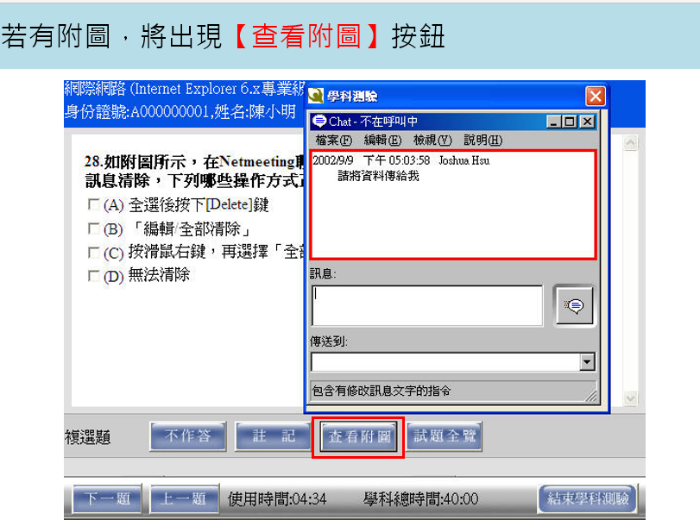 若有附圖，將出現【查看附圖】按鈕
網際網路 (Internet Explorer 6.x專業級
身份證號:A000000001,姓名:陳小明
學科測驗
Chat - 不在呼叫中
檔案(F) 編輯(E) 檢視(V) 說明(H)
2002/9/9 下午 05:03:58 Joshua Hsu
請將資料傳給我
28.如附圖所示，在Netmeeting
訊息清除，下列哪些操作方式
(A) 全選後按下[Delete]鍵
(B) 「編輯/全部清除」
(C) 按滑鼠右鍵，再選擇「全
(D) 無法清除
訊息:
傳送到:
包含有修改訊息文字的指令
複選題 不作答 註 記 查看附圖 試題全覽
下一題 上一題 使用時間:04:34 學科總時間:40:00 結束學科測驗